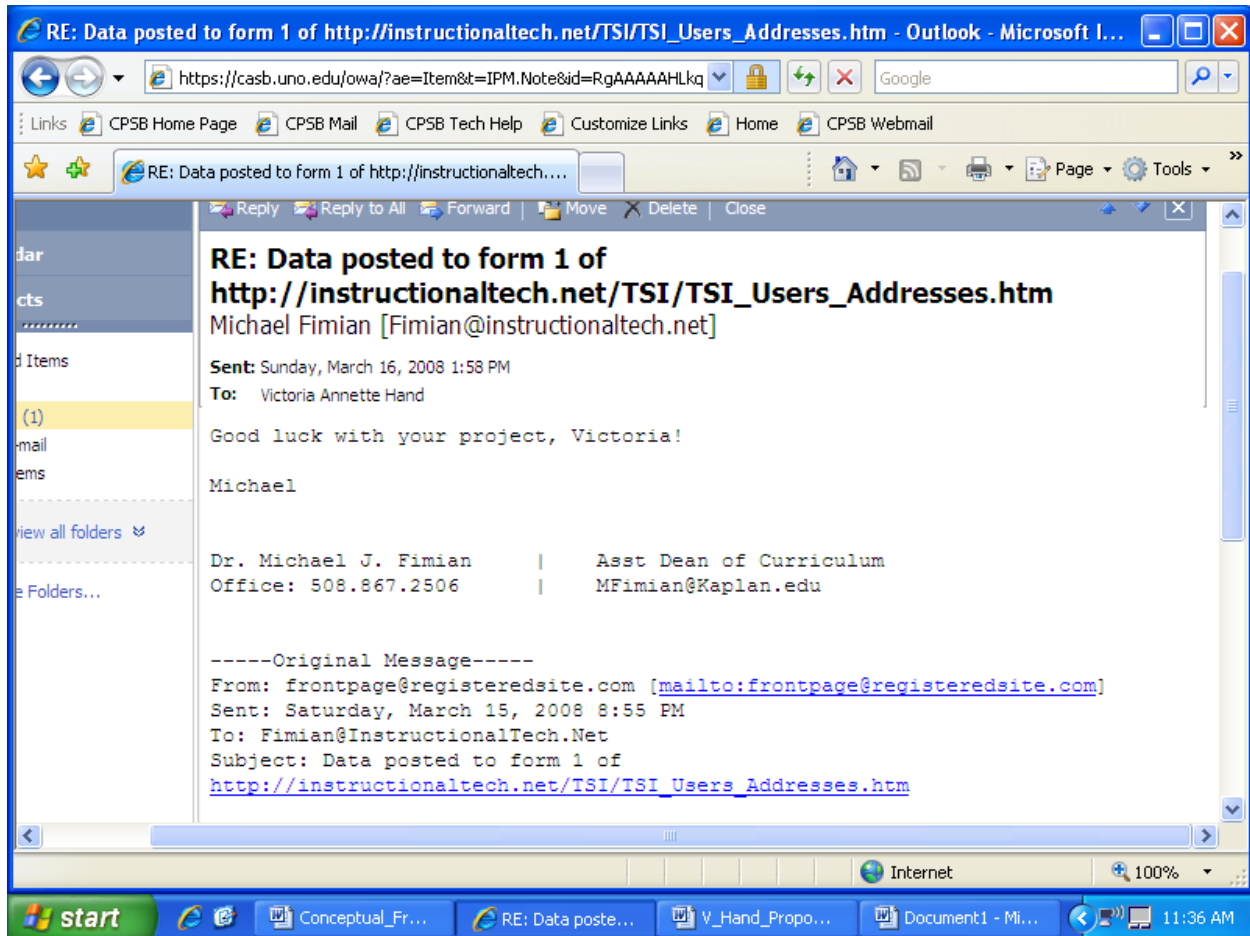 RE: Data posted to form 1 of http://instructionaltech.net/TSI/TSI_Users_Addresses.htm - Outlook - Microsoft I...
https://casb.uno.edu/owa/?ae=Item&t=IPM.Note&id=RgAAAAAHLkq
Google
Links CPSB Home Page CPSB Mail CPSB Tech Help Customize Links Home CPSB Webmail
RE: Data posted to form 1 of http://instructionaltech.... Page Tools »
Reply Reply to All Forward | Move Delete | Close
dar
cts
d Items
(1)
-mail
ems
view all folders
e Folders...
RE: Data posted to form 1 of
http://instructionaltech.net/TSI/TSI_Users_Addresses.htm
Michael Fimian [Fimian@instructionaltech.net]
Sent: Sunday, March 16, 2008 1:58 PM
To: Victoria Annette Hand
Good luck with your project, Victoria!
Michael
Dr. Michael J. Fimian | Asst Dean of Curriculum
Office: 508.867.2506 | MFimian@Kaplan.edu
-----Original Message-----
From: frontpage@registeredsite.com [mailto:frontpage@registeredsite.com]
Sent: Saturday, March 15, 2008 8:55 PM
To: Fimian@InstructionalTech.Net
Subject: Data posted to form 1 of
http://instructionaltech.net/TSI/TSI_Users_Addresses.htm
Internet 100%
start Conceptual_Fr... RE: Data poste... V_Hand_Propo... Document1 - Mi... 11:36 AM